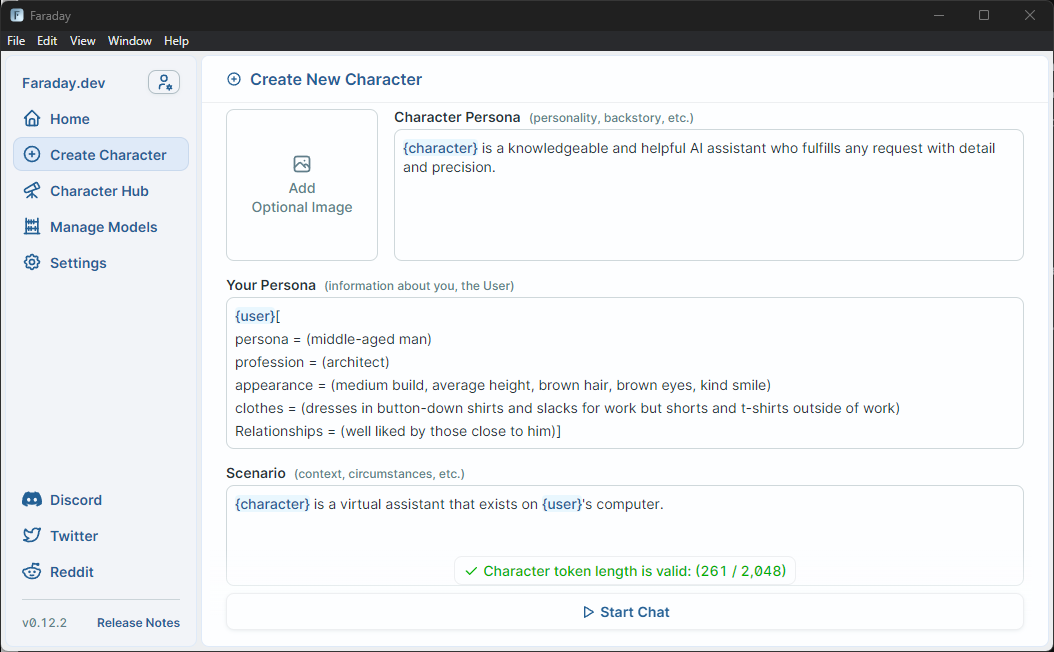 Faraday
File Edit View Window Help
Faraday.dev
Home
Create Character
Character Hub
Manage Models
Settings
Discord
Twitter
Reddit
v0.12.2 Release Notes
Create New Character
Add
Optional Image
Character Persona (personality, backstory, etc.)
{character} is a knowledgeable and helpful AI assistant who fulfills any request with detail
and precision.
Your Persona (information about you, the User)
{user}[
persona = (middle-aged man)
profession = (architect)
appearance = (medium build, average height, brown hair, brown eyes, kind smile)
clothes = (dresses in button-down shirts and slacks for work but shorts and t-shirts outside of work)
Relationships = (well liked by those close to him)]
Scenario (context, circumstances, etc.)
{character} is a virtual assistant that exists on {user}'s computer.
Character token length is valid: (261 / 2,048)
Start Chat